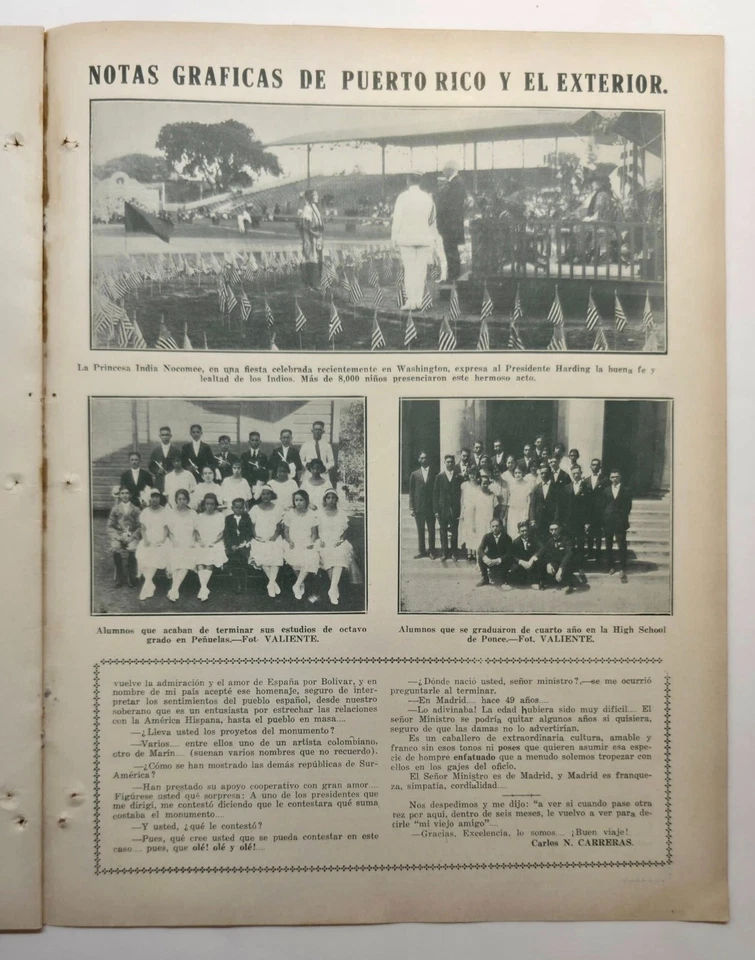 NOTAS GRAFICAS DE PUERTO RICO Y EL EXTERIOR.
La Princesa India Nocomee, en una fiesta celebrada recientemente en Washington, expresa al Presidente Harding la buena fe y
lealtad de los Indios. Más de 8,000 niños presenciaron este hermoso acto.
Alumnos que acaban de terminar sus estudios de octavo
grado en Peñuelas.—Fot. VALIENTE.
Alumnos que se graduaron de cuarto año en la High School
de Ponce.—Fot. VALIENTE.
vuelve la admiración y el amor de España por Bolivar, y en
nombre de mi país acepté ese homenaje, seguro de inter-
pretar los sentimientos del pueblo español, desde nuestro
soberano que es un entusiasta por estrechar las relaciones
con la América Hispana, hasta el pueblo en masa....
—¿Lleva usted los proyetos del monumento?
—Varios.... entre ellos uno de un artista colombiano,
otro de Marín.... (suenan varios nombres que no recuerdo).
—¿Cómo se han mostrado las demás repúblicas de Sur-
América?
—Han prestado su apoyo cooperativo con gran amor....
Figúrese usted qué sorpresa: A uno de los presidentes que
me dirigí, me contestó diciendo que le contestara qué suma
costaba el monumento....
—Y usted, ¿qué le contestó?
—Pues, qué cree usted que se pueda contestar en este
caso.... pues, que olé! olé y olé!....
—¿Dónde nació usted, señor ministro?,—se me ocurrió
preguntarle al terminar.
—En Madrid.... hace 49 años....
—Lo adivinaba! La edad hubiera sido muy difícil.... El
señor Ministro se podría quitar algunos años si quisiera,
seguro de que las damas no lo advertirían.
Es un caballero de extraordinaria cultura, amable y
franco sin esos tonos ni poses que quieren asumir esa espe-
cie de hompre enfatuado que a menudo solemos tropezar con
ellos en los gajes del oficio.
El Señor Ministro es de Madrid, y Madrid es franque-
za, simpatía, cordialidad....
Nos despedimos y me dijo: "a ver si cuando pase otra
vez por aquí, dentro de seis meses, le vuelvo a ver para de-
cirle "mi viejo amigo"....
—Gracias, Excelencia, lo somos.... ¡Buen viaje!
Carlos N. CARRERAS.